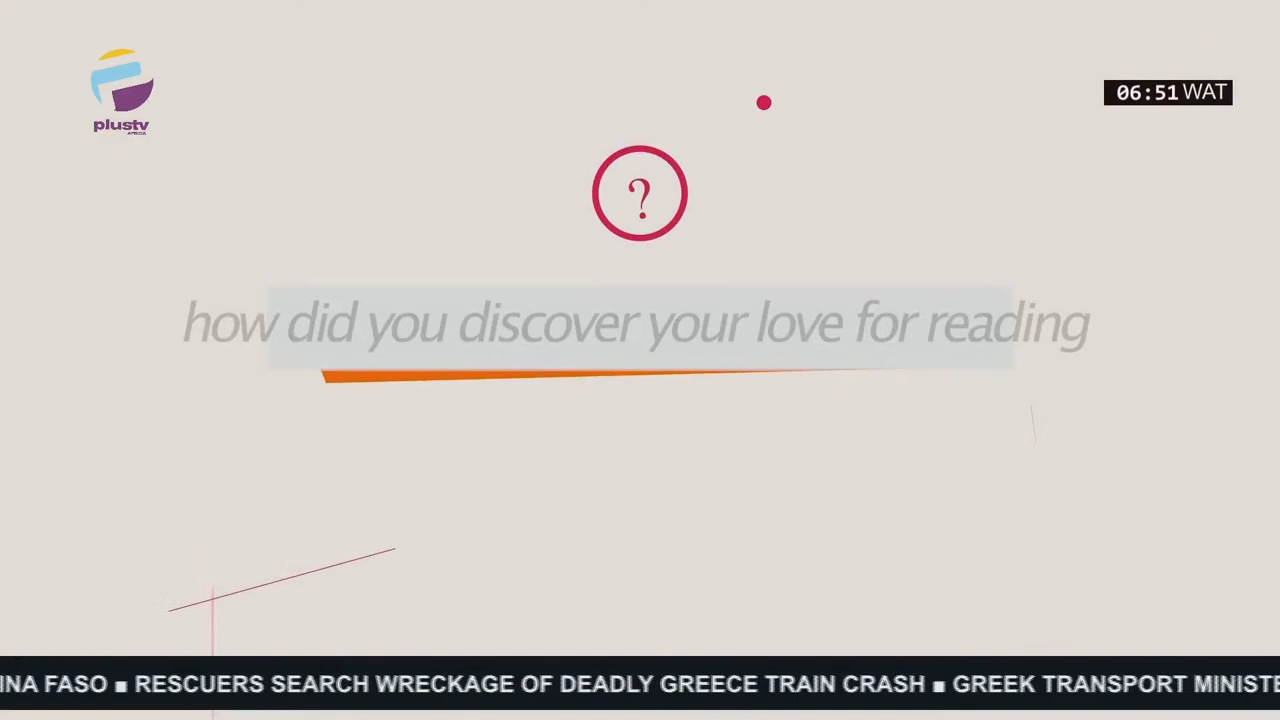 plustv
AFRICA
06:51 WAT
?
how did you discover your love for reading
INA FASO ■ RESCUERS SEARCH WRECKAGE OF DEADLY GREECE TRAIN CRASH ■ GREEK TRANSPORT MINISTE